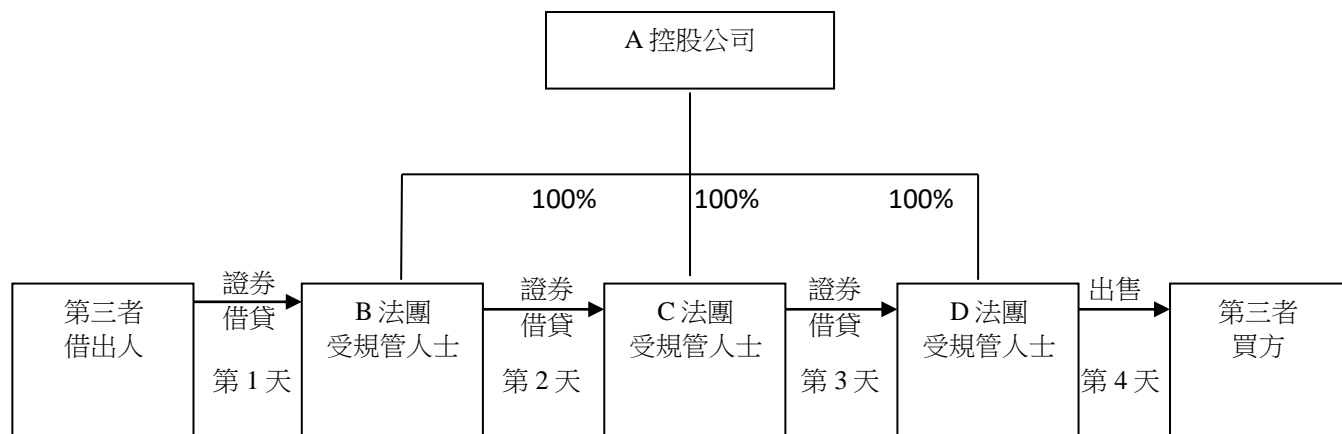 A 控股公司
100% 100% 100%
第三者
借出人
證券
借貸
第 1 天
B 法團
受規管人士
證券
借貸
第 2 天
C 法團
受規管人士
證券
借貸
第 3 天
D 法團
受規管人士
出售
第 4 天
第三者
買方